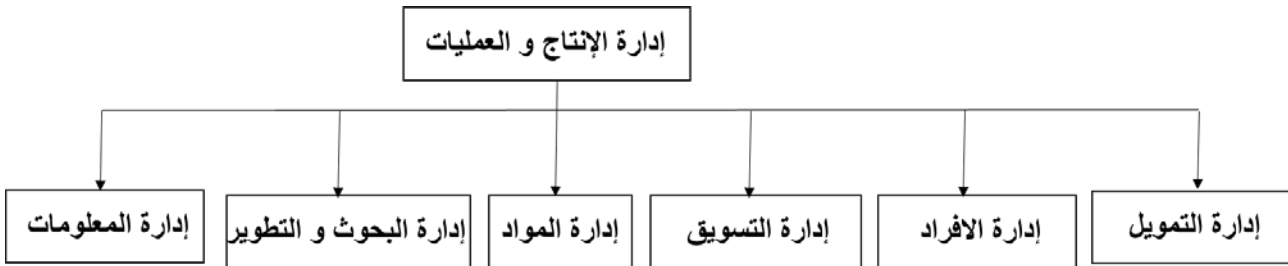 إدارة الإنتاج و العمليات
إدارة التمويل
إدارة الافراد
إدارة التسويق
إدارة المواد
إدارة البحوث و التطوير
إدارة المعلومات